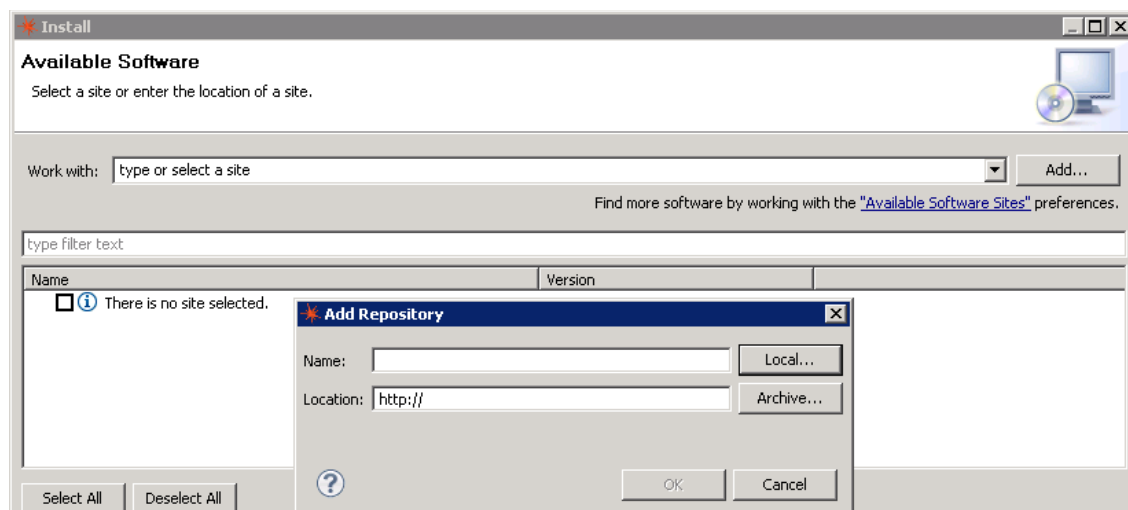 Install
Available Software
Select a site or enter the location of a site.
Work with: type or select a site Add...
Find more software by working with the "Available Software Sites" preferences.
type filter text
Name Version
There is no site selected.
Add Repository
Name: Local...
Location: http:// Archive...
OK Cancel
Select All Deselect All